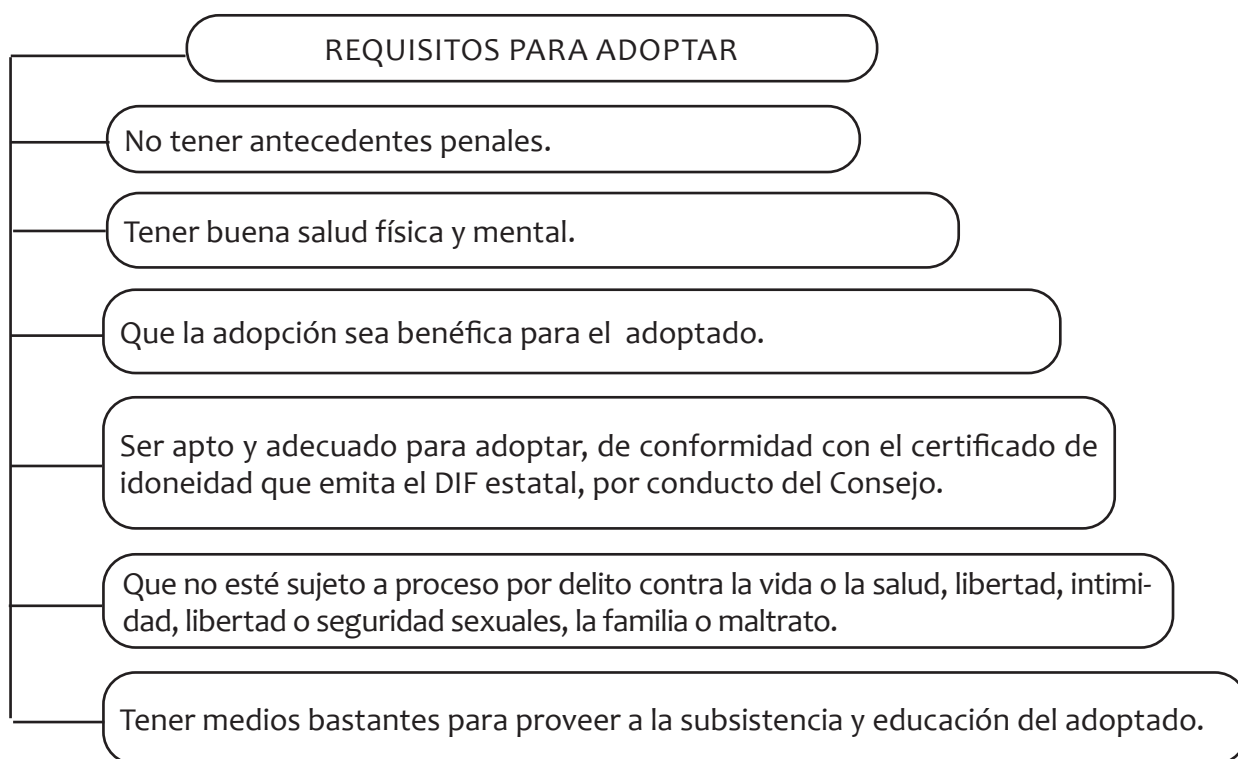 REQUISITOS PARA ADOPTAR
No tener antecedentes penales.
Tener buena salud física y mental.
Que la adopción sea benéfica para el adoptado.
Ser apto y adecuado para adoptar, de conformidad con el certificado de
idoneidad que emita el DIF estatal, por conducto del Consejo.
Que no esté sujeto a proceso por delito contra la vida o la salud, libertad, intimi-
dad, libertad o seguridad sexuales, la familia o maltrato.
Tener medios bastantes para proveer a la subsistencia y educación del adoptado.